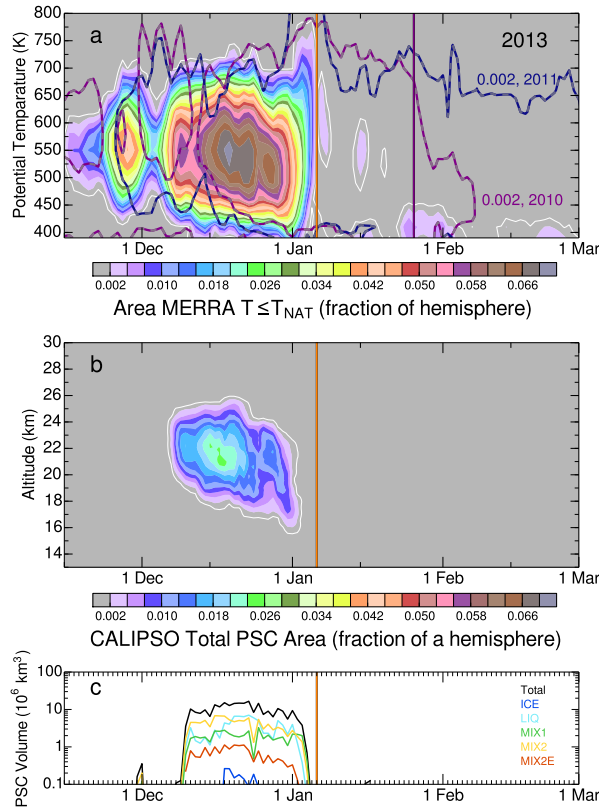 800
750
700
650
600
550
500
450
400
Potential Temparature (K)
a
2013
0.002, 2011
0.002, 2010
1 Dec 1 Jan 1 Feb 1 Mar
0.002 0.010 0.018 0.026 0.034 0.042 0.050 0.058 0.066
Area MERRA T≤T_NAT (fraction of hemisphere)
30
28
26
24
22
20
18
16
14
Altitude (km)
b
1 Dec 1 Jan 1 Feb 1 Mar
0.002 0.010 0.018 0.026 0.034 0.042 0.050 0.058 0.066
CALIPSO Total PSC Area (fraction of a hemisphere)
100
10
1
0.1
PSC Volume (10⁶ km³)
c
Total
ICE
LIQ
MIX1
MIX2
MIX2E
1 Dec 1 Jan 1 Feb 1 Mar